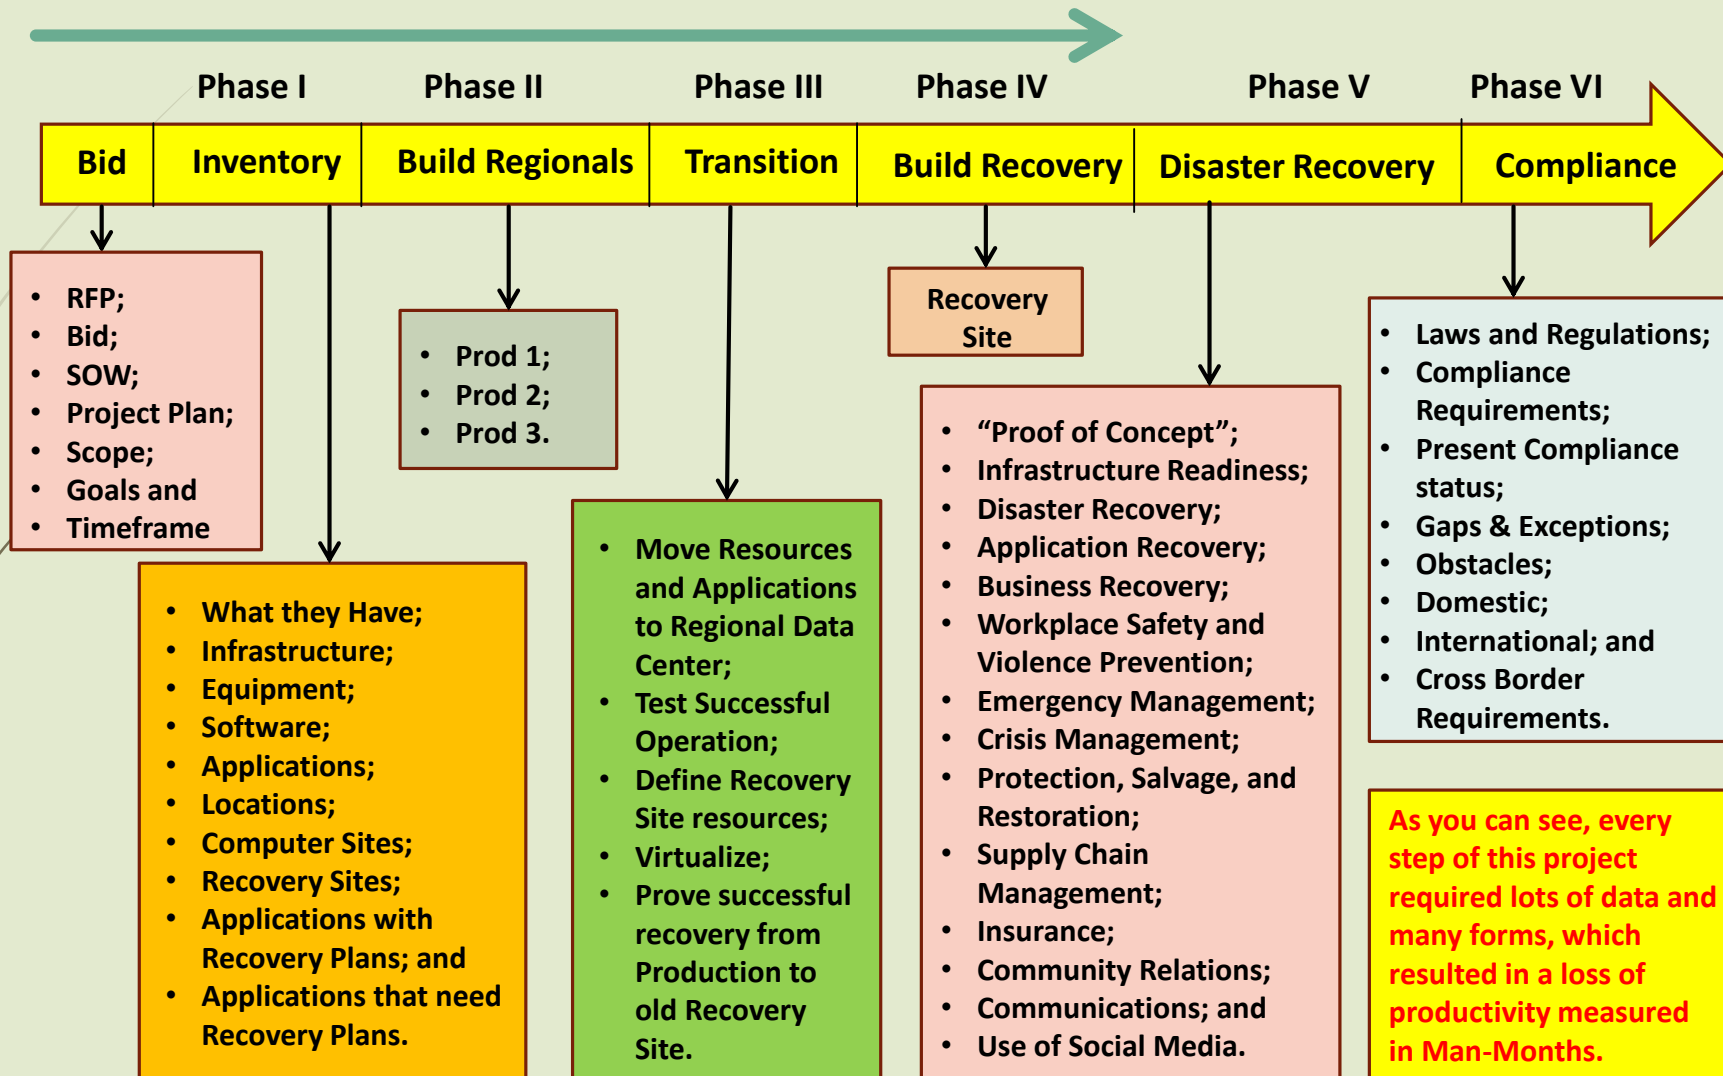 Phase I
Phase II
Phase III
Phase IV
Phase V
Phase VI
Bid
Inventory
Build Regionals
Transition
Build Recovery
Disaster Recovery
Compliance
• RFP;
• Bid;
• SOW;
• Project Plan;
• Scope;
• Goals and
• Timeframe
• What they Have;
• Infrastructure;
• Equipment;
• Software;
• Applications;
• Locations;
• Computer Sites;
• Recovery Sites;
• Applications with
Recovery Plans; and
• Applications that need
Recovery Plans.
• Prod 1;
• Prod 2;
• Prod 3.
• Move Resources
and Applications
to Regional Data
Center;
• Test Successful
Operation;
• Define Recovery
Site resources;
• Virtualize;
• Prove successful
recovery from
Production to
old Recovery
Site.
Recovery
Site
• “Proof of Concept”;
• Infrastructure Readiness;
• Disaster Recovery;
• Application Recovery;
• Business Recovery;
• Workplace Safety and
Violence Prevention;
• Emergency Management;
• Crisis Management;
• Protection, Salvage, and
Restoration;
• Supply Chain
Management;
• Insurance;
• Community Relations;
• Communications; and
• Use of Social Media.
• Laws and Regulations;
• Compliance
Requirements;
• Present Compliance
status;
• Gaps & Exceptions;
• Obstacles;
• Domestic;
• International; and
• Cross Border
Requirements.
As you can see, every
step of this project
required lots of data and
many forms, which
resulted in a loss of
productivity measured
in Man-Months.